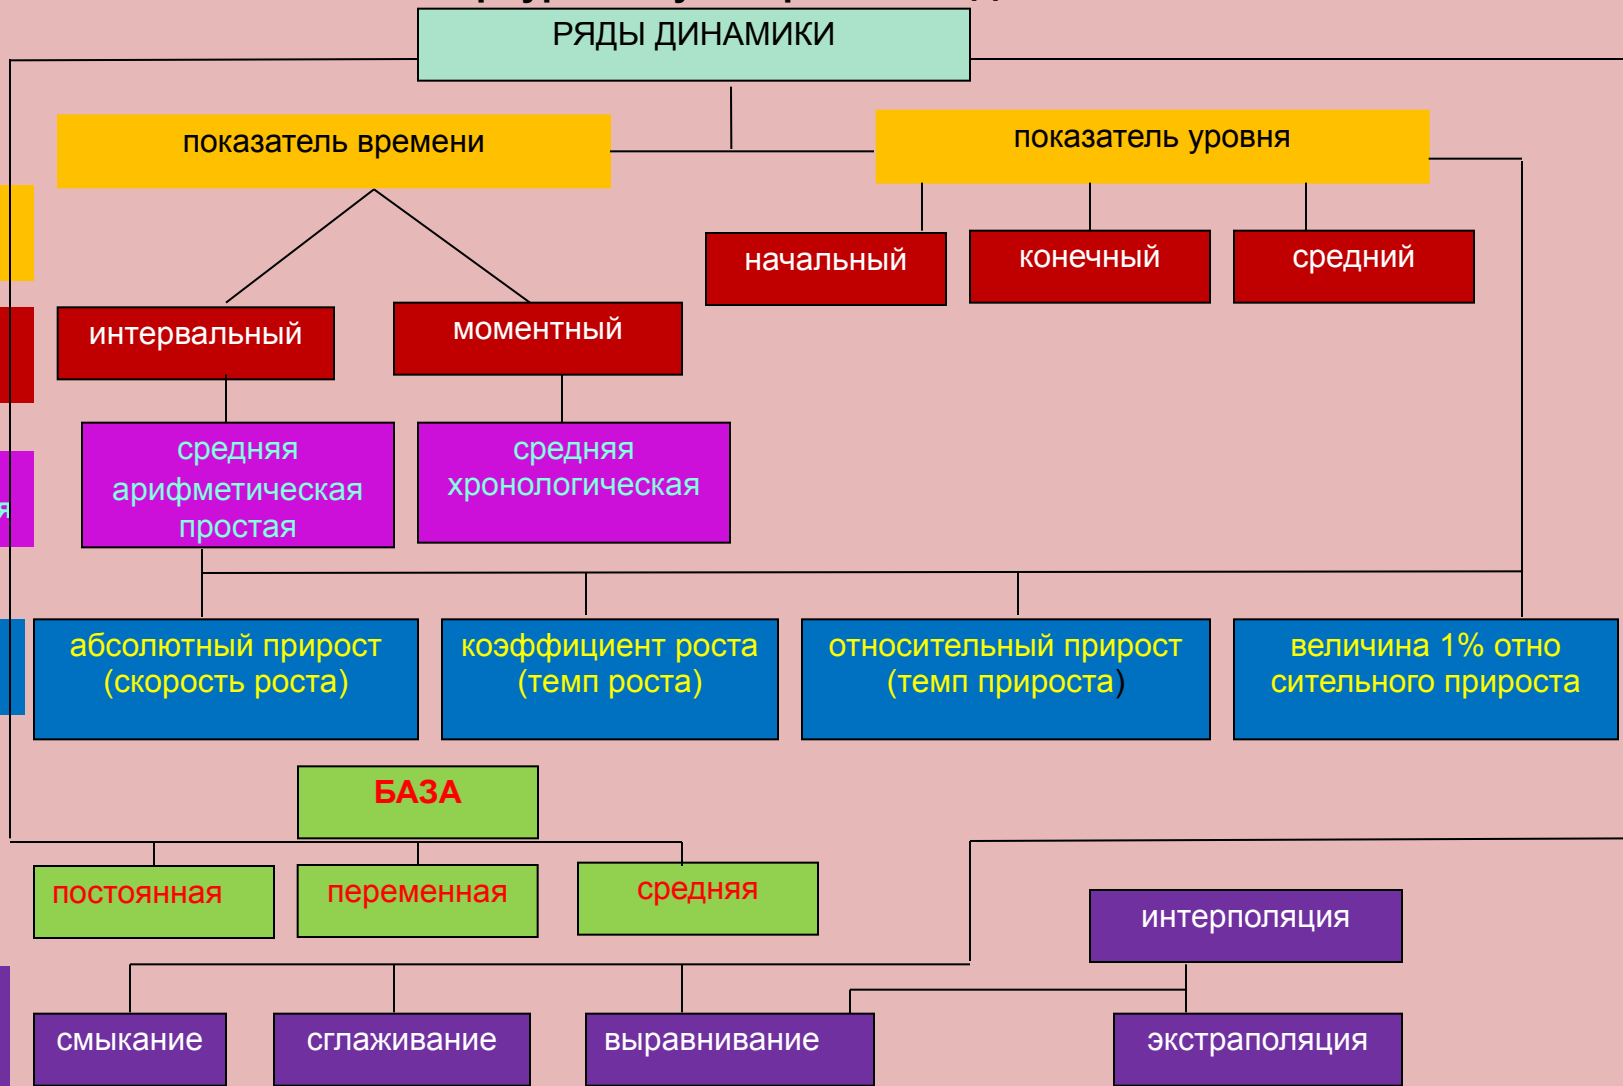 РЯДЫ ДИНАМИКИ
показатель времени
показатель уровня
начальный
конечный
средний
интервальный
моментный
средняя
арифметическая
простая
средняя
хронологическая
я
абсолютный прирост
(скорость роста)
коэффициент роста
(темп роста)
относительный прирост
(темп прироста)
величина 1% отно
сительного прироста
БАЗА
постоянная
переменная
средняя
интерполяция
смыкание
сглаживание
выравнивание
экстраполяция